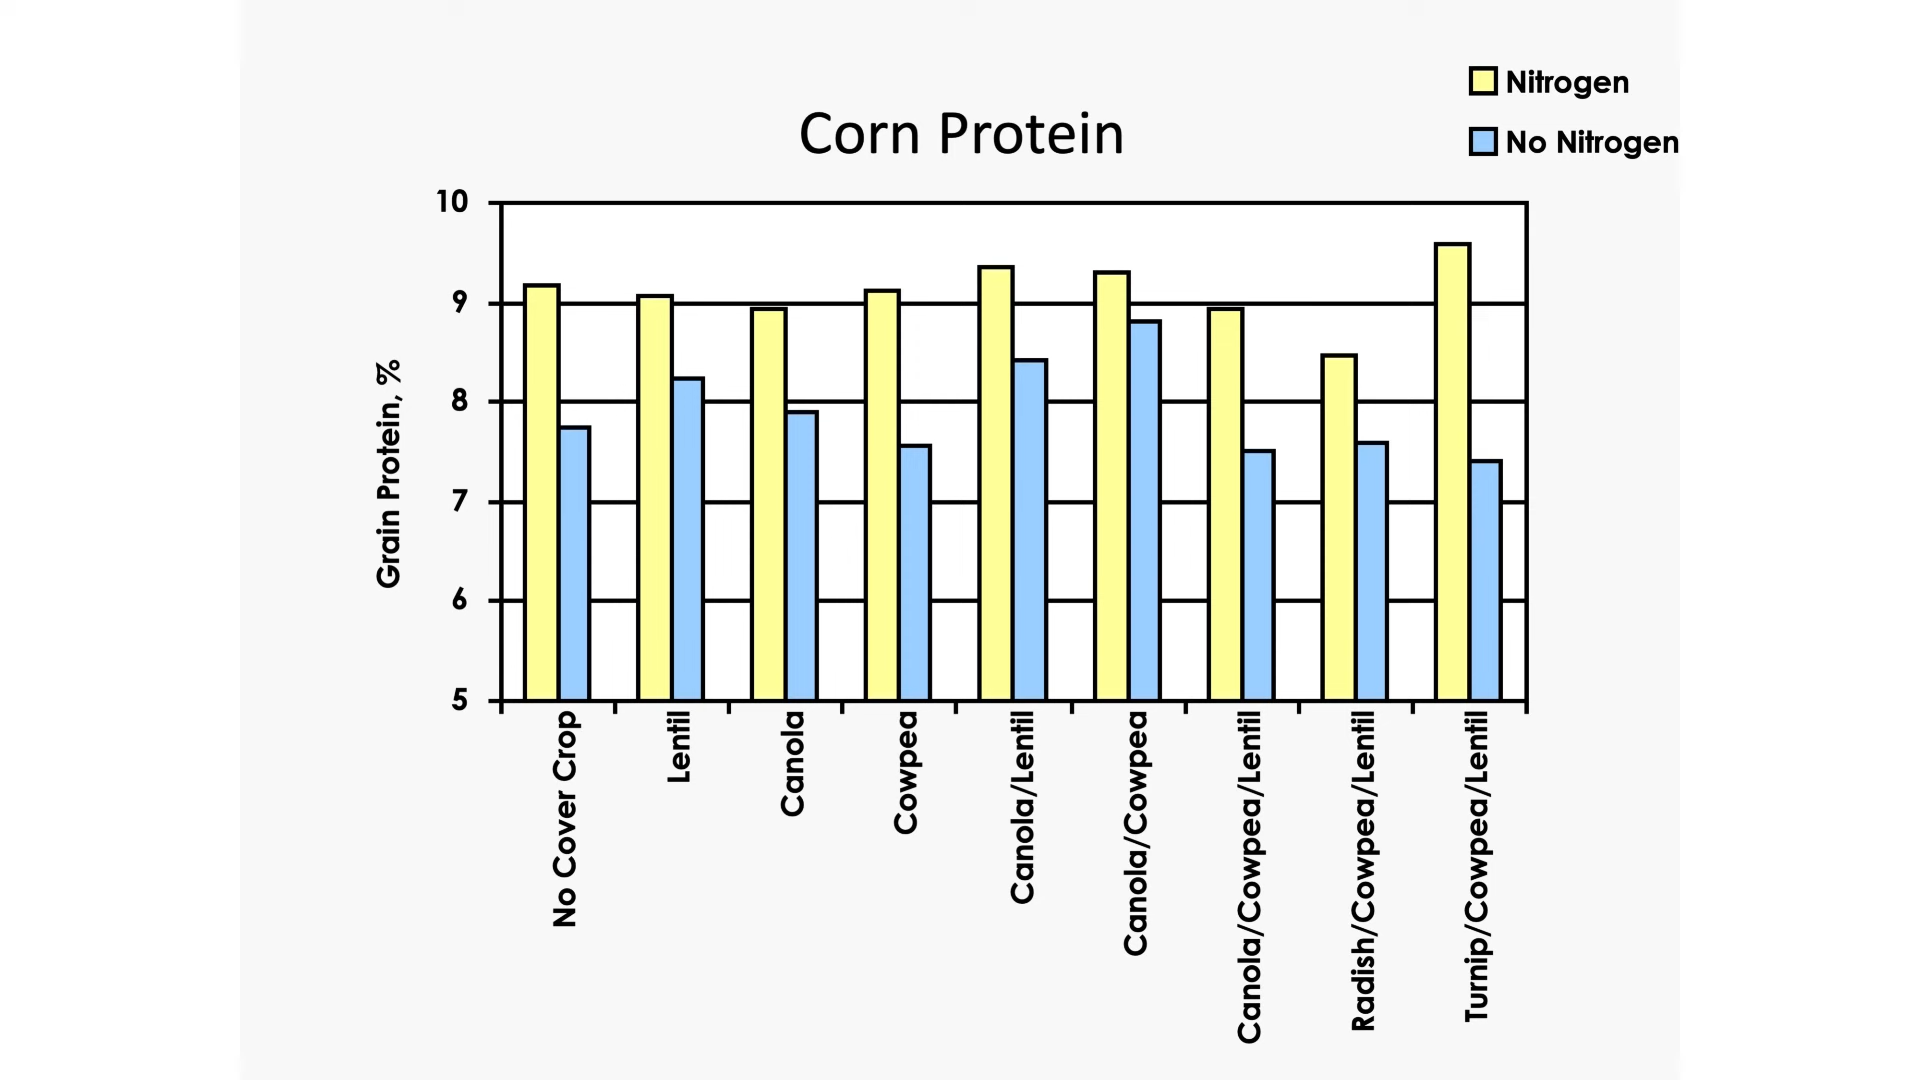 Nitrogen
No Nitrogen
Corn Protein
Grain Protein, %
10
9
8
7
6
5
No Cover Crop
Lentil
Canola
Cowpea
Canola/Lentil
Canola/Cowpea
Canola/Cowpea/Lentil
Radish/Cowpea/Lentil
Turnip/Cowpea/Lentil